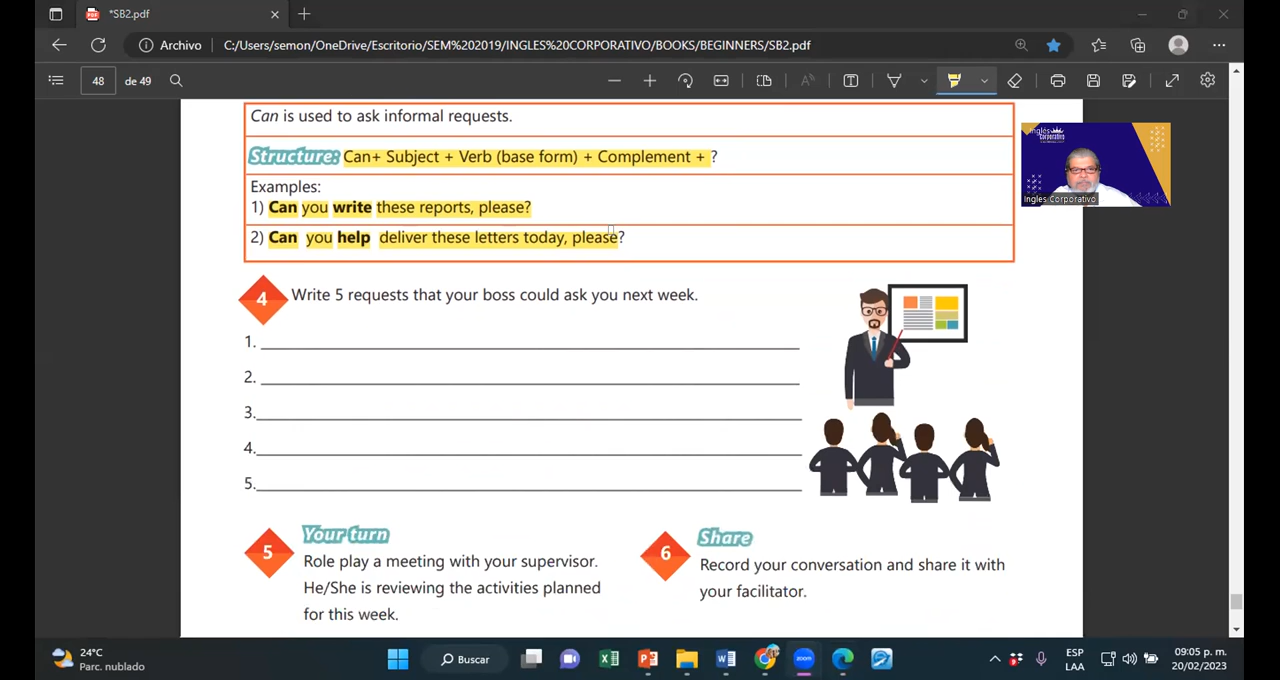 *SB2.pdf
Archivo
C:/Users/semon/OneDrive/Escritorio/SEM%202019/INGLES%20CORPORATIVO/BOOKS/BEGINNERS/SB2.pdf
48 de 49
Can is used to ask informal requests.
Structure: Can+ Subject + Verb (base form) + Complement + ?
Examples:
1) Can you write these reports, please?
2) Can you help deliver these letters today, please?
Inglés
Corporativo
Ingles Corporativo
4 Write 5 requests that your boss could ask you next week.
1.
2.
3.
4.
5.
5 Your turn
Role play a meeting with your supervisor.
He/She is reviewing the activities planned
for this week.
6 Share
Record your conversation and share it with
your facilitator.
24°C
Parc. nublado
Buscar
zoom
ESP
LAA
09:05 p. m.
20/02/2023